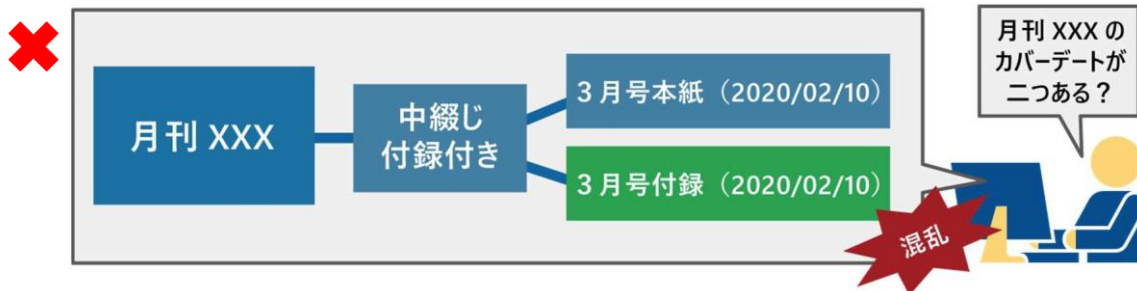 月刊 XXX
中綴じ
付録付き
3月号本紙（2020/02/10）
3月号付録（2020/02/10）
月刊 XXX の
カバーデートが
二つある？
混乱